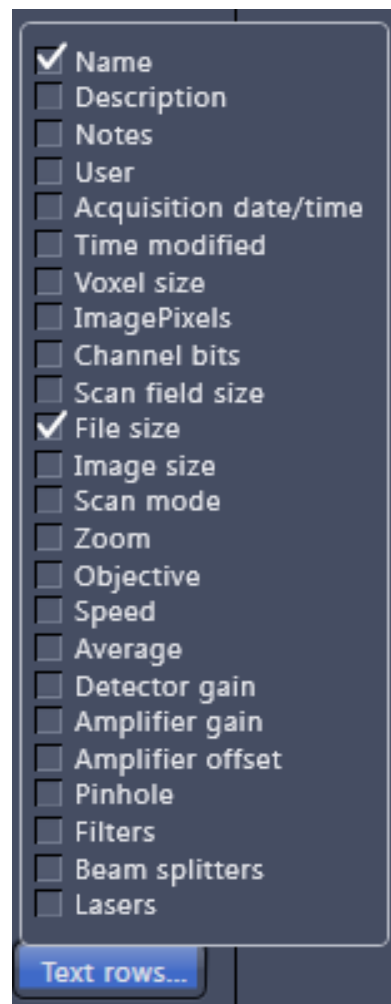 Name
Description
Notes
User
Acquisition date/time
Time modified
Voxel size
ImagePixels
Channel bits
Scan field size
File size
Image size
Scan mode
Zoom
Objective
Speed
Average
Detector gain
Amplifier gain
Amplifier offset
Pinhole
Filters
Beam splitters
Lasers
Text rows...